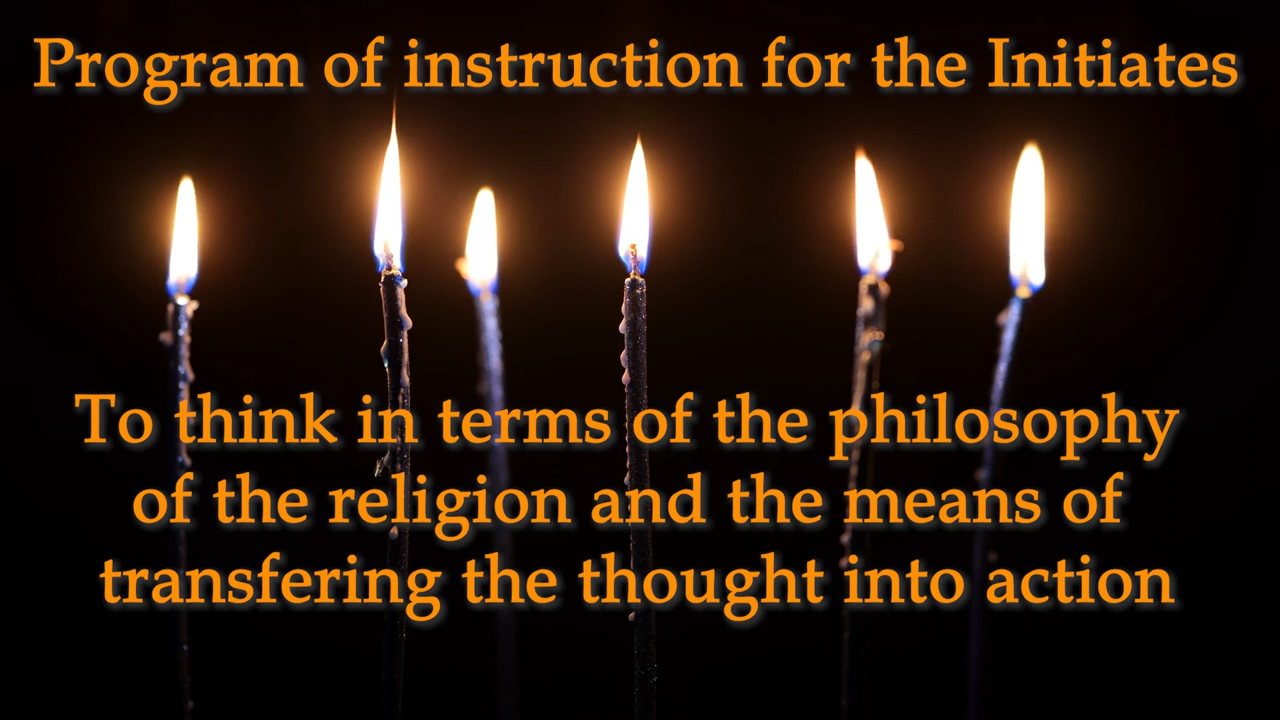 Program of instruction for the Initiates
To think in terms of the philosophy
of the religion and the means of
transfering the thought into action